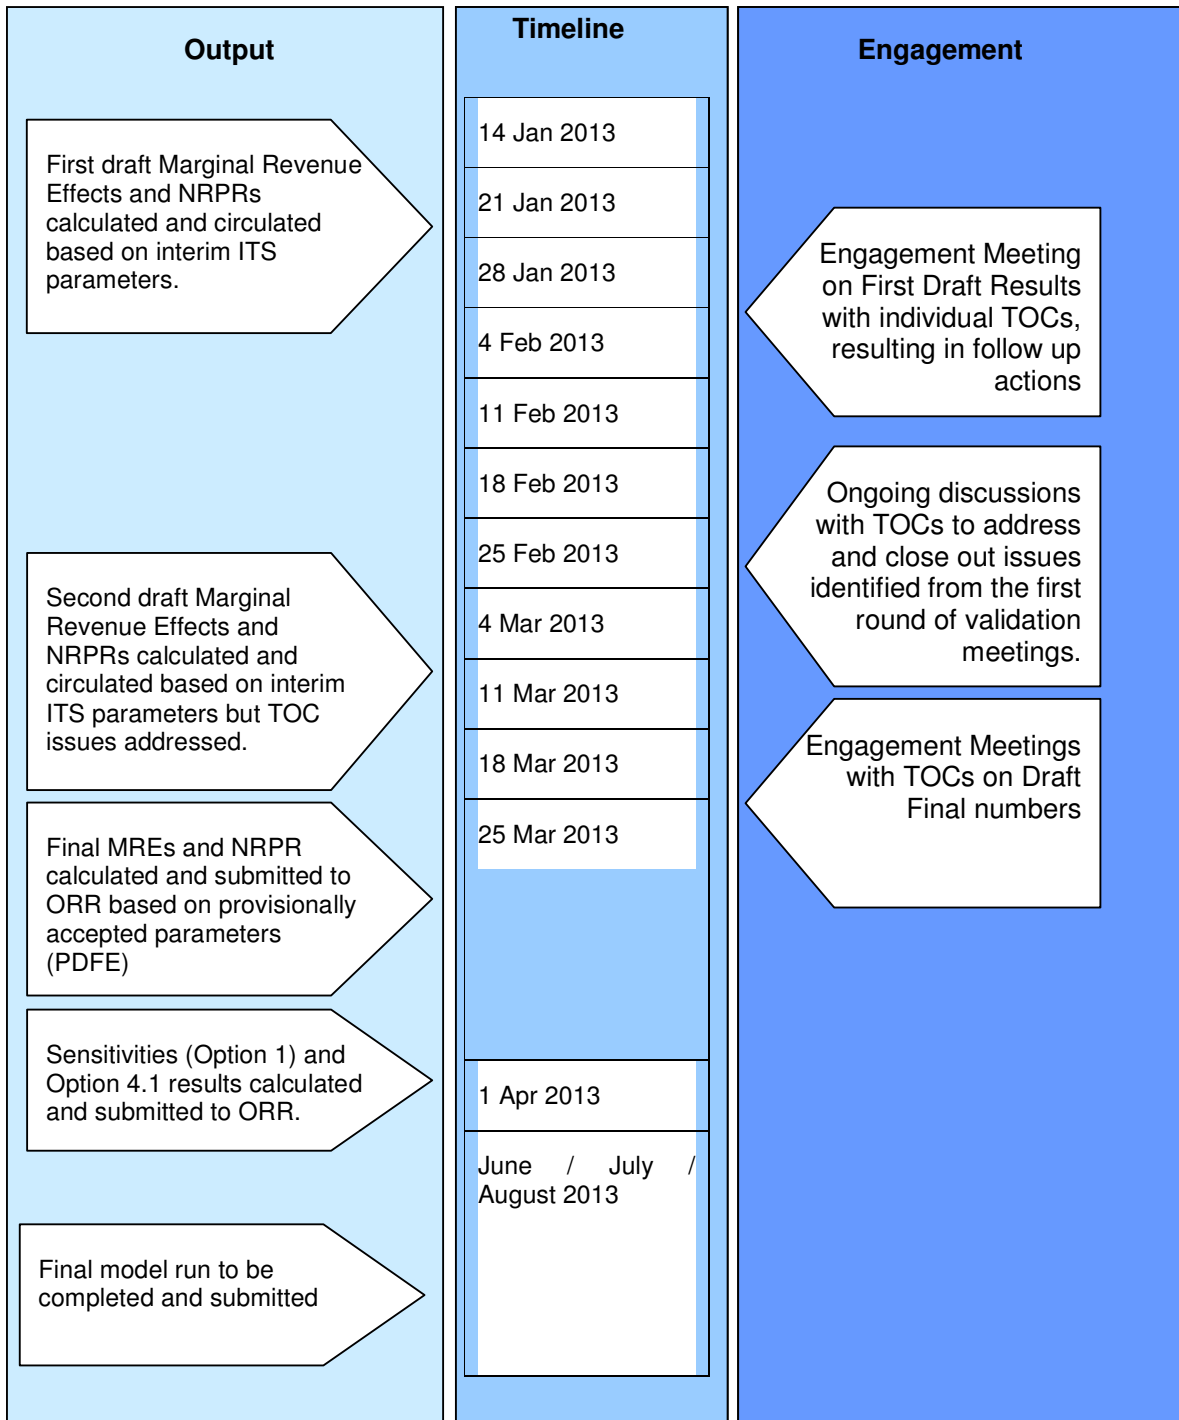 Output
First draft Marginal Revenue
Effects and NRPRs
calculated and circulated
based on interim ITS
parameters.
Second draft Marginal
Revenue Effects and
NRPRs calculated and
circulated based on interim
ITS parameters but TOC
issues addressed.
Final MREs and NRPR
calculated and submitted to
ORR based on provisionally
accepted parameters
(PDFE)
Sensitivities (Option 1) and
Option 4.1 results calculated
and submitted to ORR.
Final model run to be
completed and submitted
Timeline
14 Jan 2013
21 Jan 2013
28 Jan 2013
4 Feb 2013
11 Feb 2013
18 Feb 2013
25 Feb 2013
4 Mar 2013
11 Mar 2013
18 Mar 2013
25 Mar 2013
1 Apr 2013
June / July /
August 2013
Engagement
Engagement Meeting
on First Draft Results
with individual TOCs,
resulting in follow up
actions
Ongoing discussions
with TOCs to address
and close out issues
identified from the first
round of validation
meetings.
Engagement Meetings
with TOCs on Draft
Final numbers